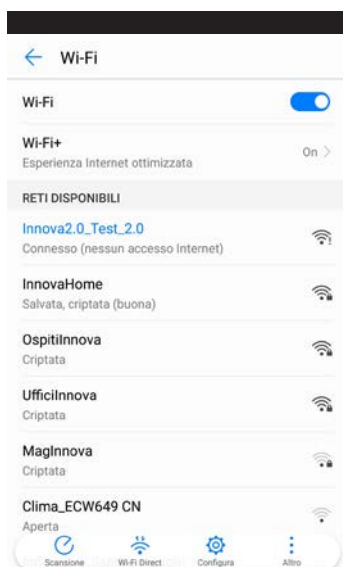 Wi-Fi
Wi-Fi
Wi-Fi+
Esperienza Internet ottimizzata
On
RETI DISPONIBILI
Innova2.0_Test_2.0
Connesso (nessun accesso Internet)
InnovaHome
Salvata, criptata (buona)
OspitiInnova
Criptata
UfficiInnova
Criptata
MagInnova
Criptata
Clima_ECW649 CN
Aperta
Scansione Wi-Fi Direct Configura Altro